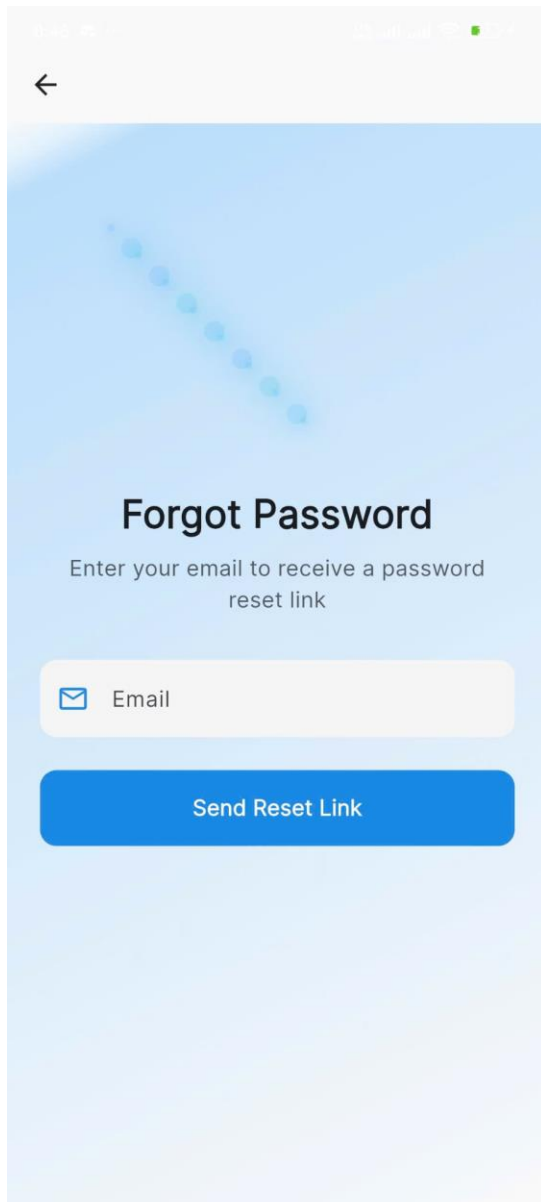 Forgot Password
Enter your email to receive a password
reset link
Email
Send Reset Link